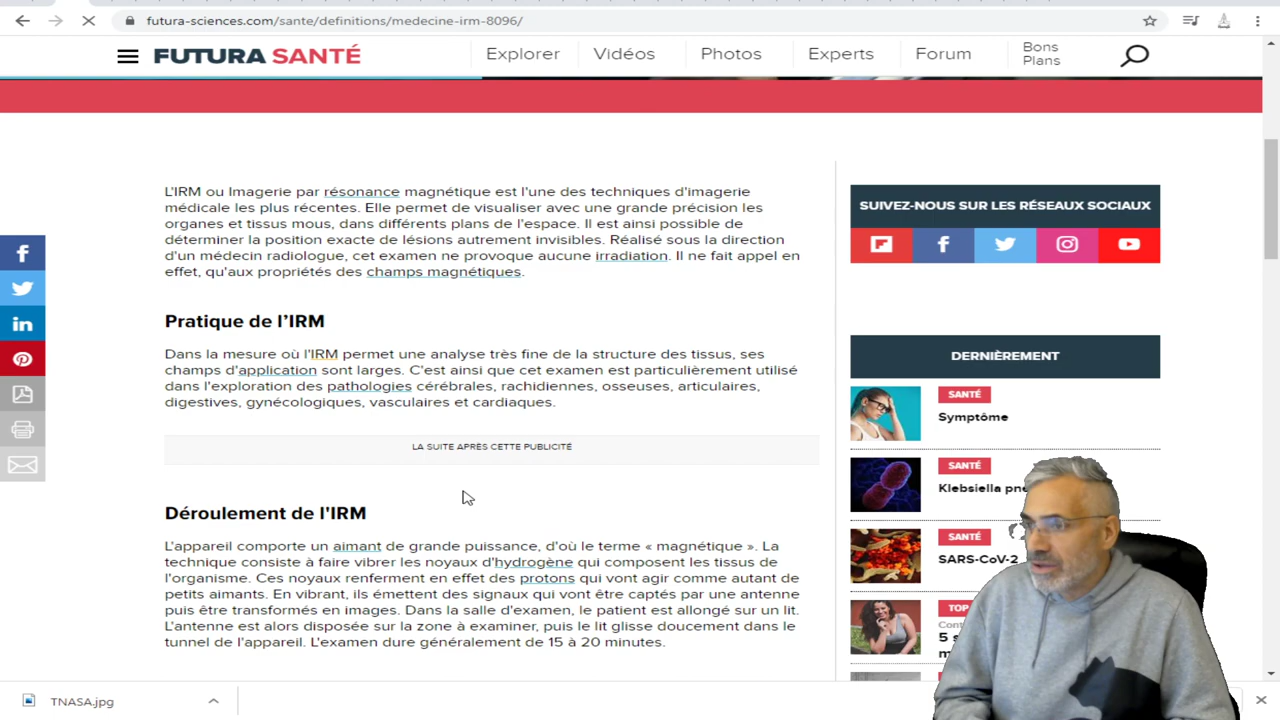 futura-sciences.com/sante/definitions/medecine-irm-8096/
FUTURA SANTÉ
Explorer
Vidéos
Photos
Experts
Forum
Bons
Plans
L'IRM ou Imagerie par résonance magnétique est l'une des techniques d'imagerie
médicale les plus récentes. Elle permet de visualiser avec une grande précision les
organes et tissus mous, dans différents plans de l'espace. Il est ainsi possible de
déterminer la position exacte de lésions autrement invisibles. Réalisé sous la direction
d'un médecin radiologue, cet examen ne provoque aucune irradiation. Il ne fait appel en
effet, qu'aux propriétés des champs magnétiques.
Pratique de l'IRM
Dans la mesure où l'IRM permet une analyse très fine de la structure des tissus, ses
champs d'application sont larges. C'est ainsi que cet examen est particulièrement utilisé
dans l'exploration des pathologies cérébrales, rachidiennes, osseuses, articulaires,
digestives, gynécologiques, vasculaires et cardiaques.
LA SUITE APRÈS CETTE PUBLICITÉ
Déroulement de l'IRM
L'appareil comporte un aimant de grande puissance, d'où le terme « magnétique ». La
technique consiste à faire vibrer les noyaux d'hydrogène qui composent les tissus de
l'organisme. Ces noyaux renferment en effet des protons qui vont agir comme autant de
petits aimants. En vibrant, ils émettent des signaux qui vont être captés par une antenne
puis être transformés en images. Dans la salle d'examen, le patient est allongé sur un lit.
L'antenne est alors disposée sur la zone à examiner, puis le lit glisse doucement dans le
tunnel de l'appareil. L'examen dure généralement de 15 à 20 minutes.
SUIVEZ-NOUS SUR LES RÉSEAUX SOCIAUX
DERNIÈREMENT
SANTÉ
Symptôme
SANTÉ
Klebsiella
SANTÉ
SARS-CoV-2
TOP
5
TNASA.jpg